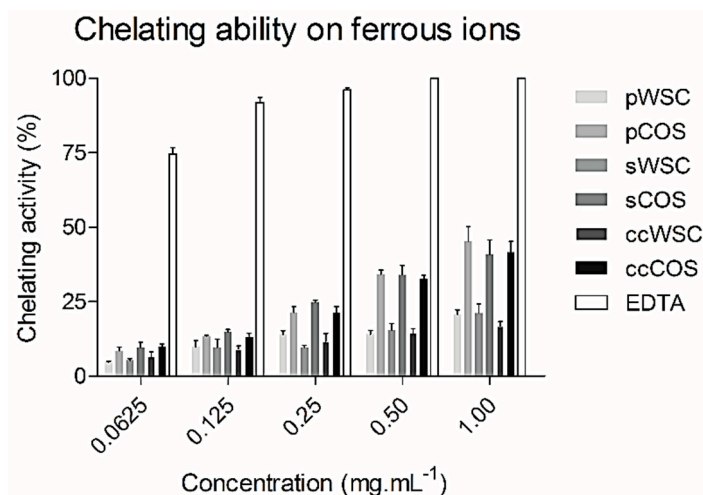 Chelating ability on ferrous ions
Chelating activity (%)
100
75
50
25
0
0.0625
0.125
0.25
0.50
1.00
Concentration (mg.mL⁻¹)
pWSC
pCOS
sWSC
sCOS
ccWSC
ccCOS
EDTA